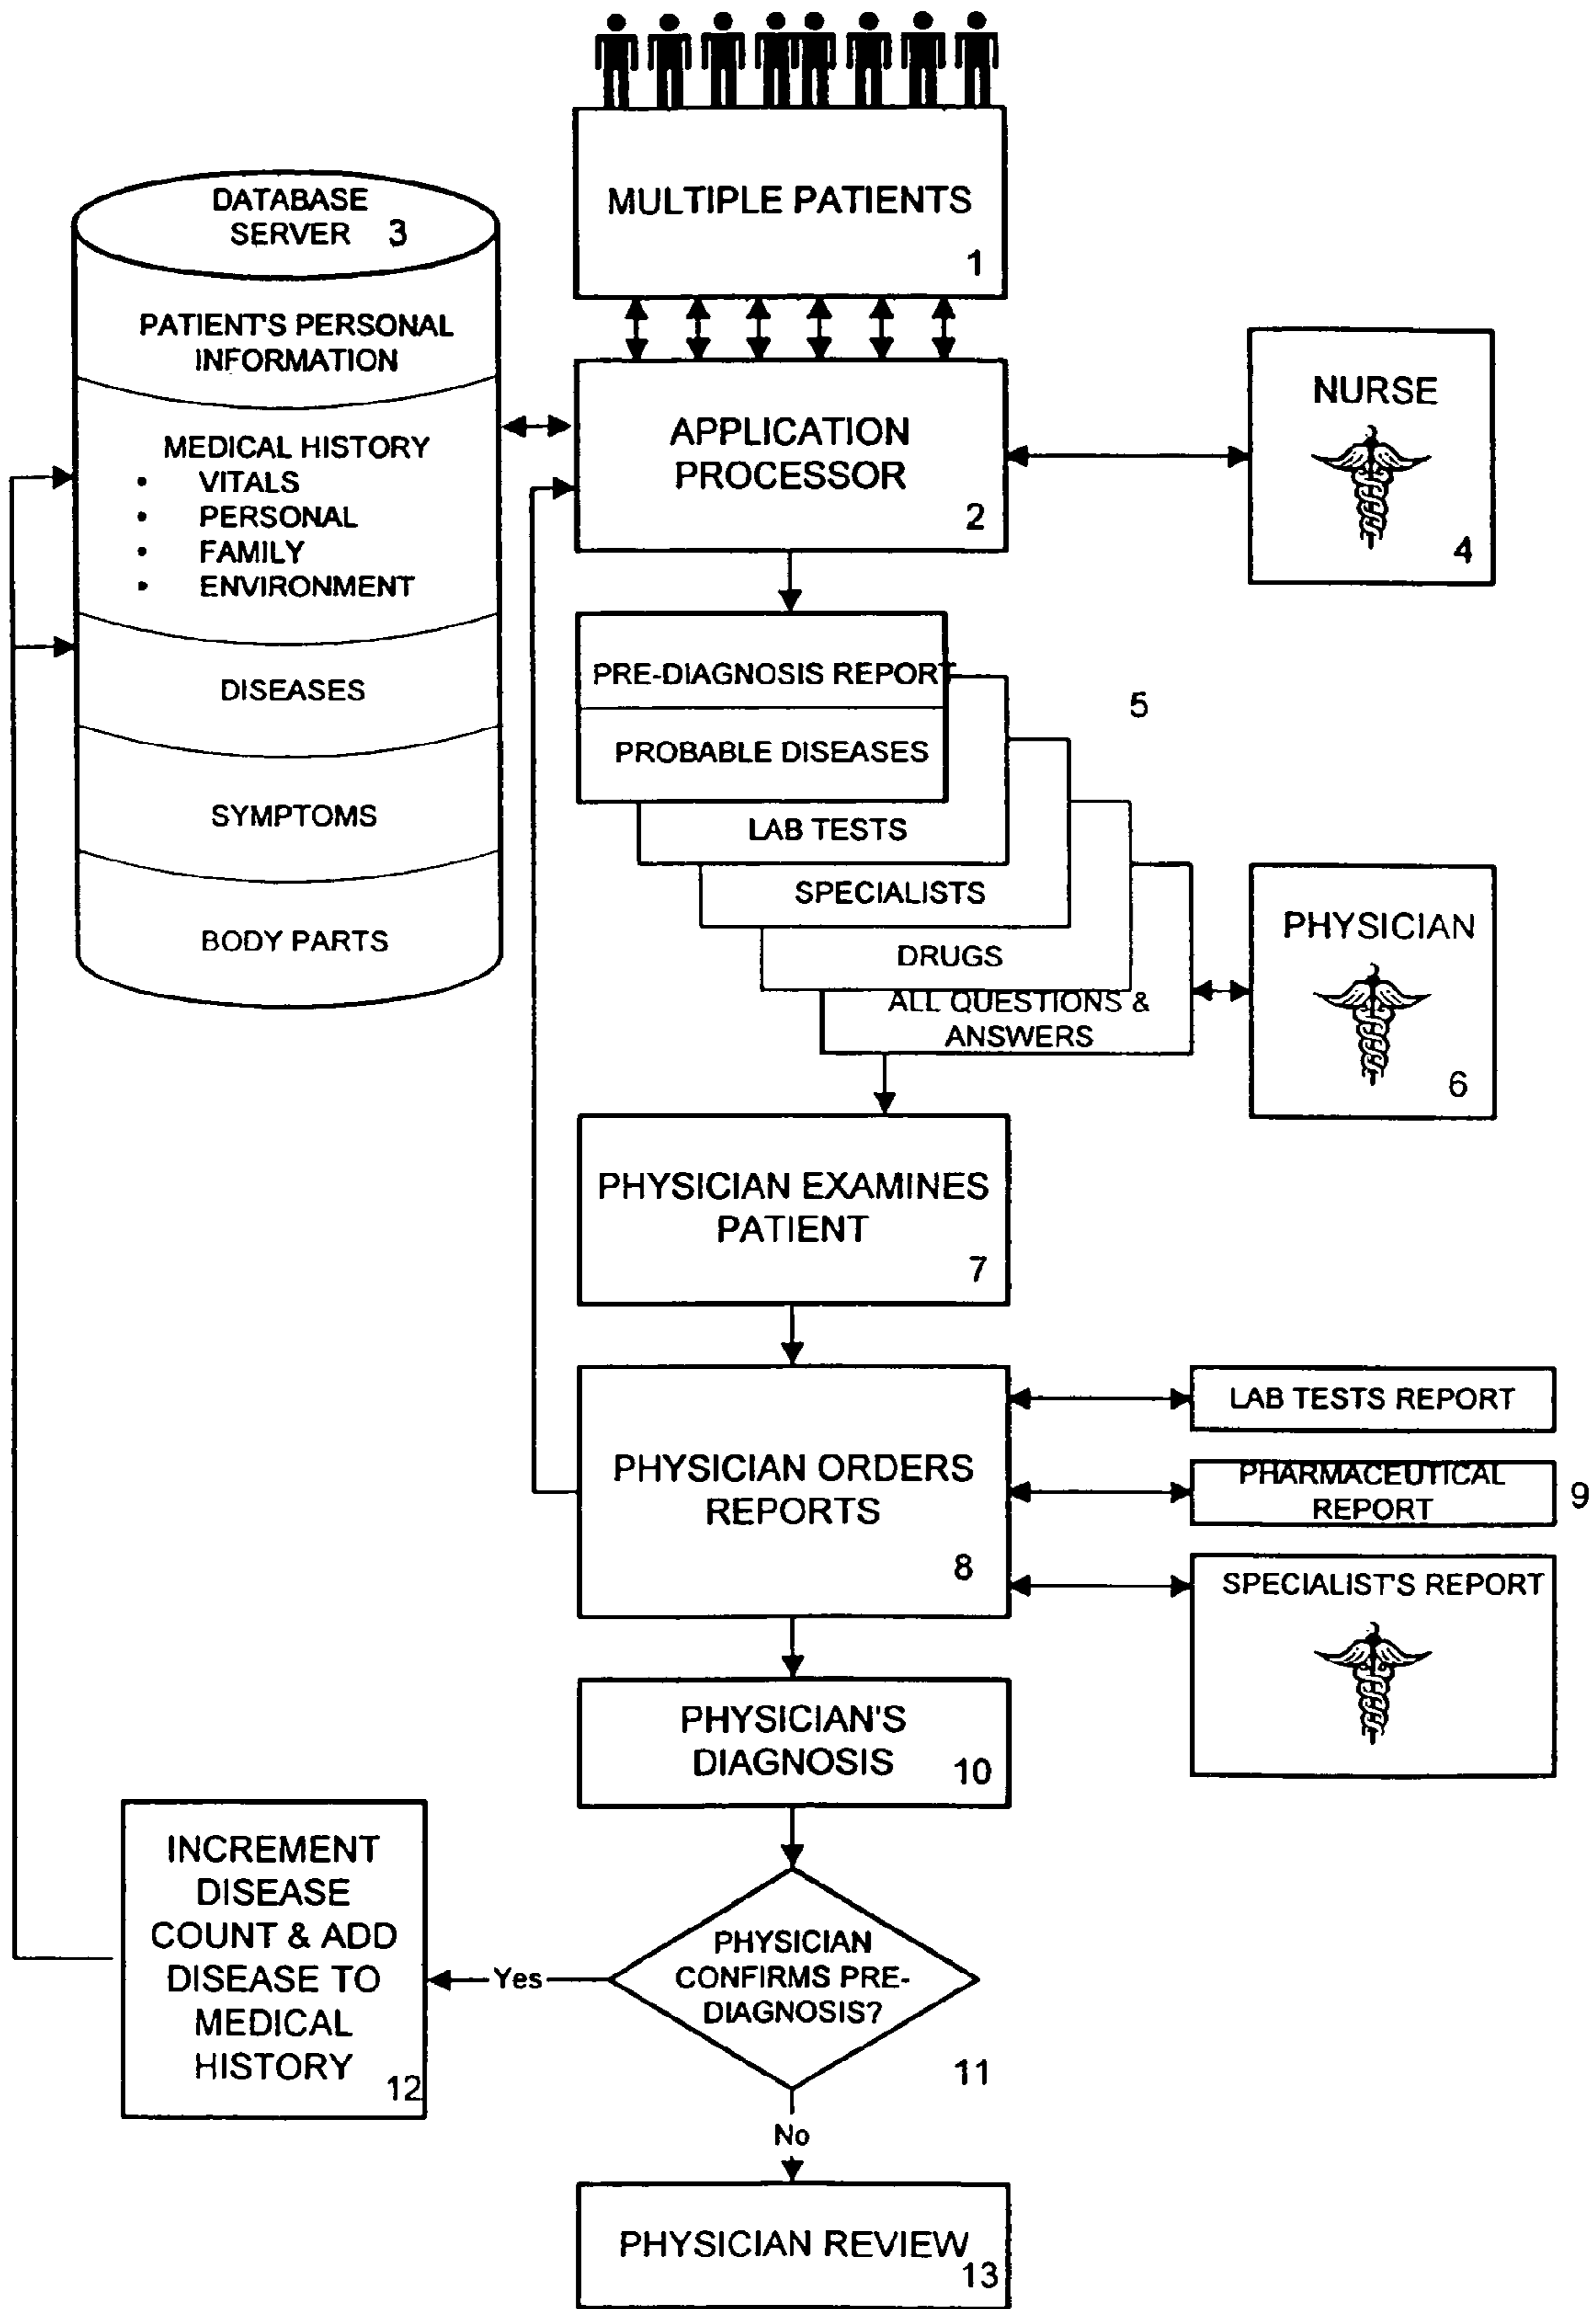 MULTIPLE PATIENTS
1
DATABASE
SERVER 3
PATIENT'S PERSONAL
INFORMATION
MEDICAL HISTORY
• VITALS
• PERSONAL
• FAMILY
• ENVIRONMENT
DISEASES
SYMPTOMS
BODY PARTS
APPLICATION
PROCESSOR
2
NURSE
4
PRE-DIAGNOSIS REPORT
PROBABLE DISEASES
LAB TESTS
SPECIALISTS
DRUGS
ALL QUESTIONS &
ANSWERS
5
PHYSICIAN
6
PHYSICIAN EXAMINES
PATIENT
7
PHYSICIAN ORDERS
REPORTS
8
LAB TESTS REPORT
PHARMACEUTICAL
REPORT
9
SPECIALIST'S REPORT
PHYSICIAN'S
DIAGNOSIS
10
PHYSICIAN
CONFIRMS PRE-
DIAGNOSIS?
11
Yes
INCREMENT
DISEASE
COUNT & ADD
DISEASE TO
MEDICAL
HISTORY
12
No
PHYSICIAN REVIEW
13